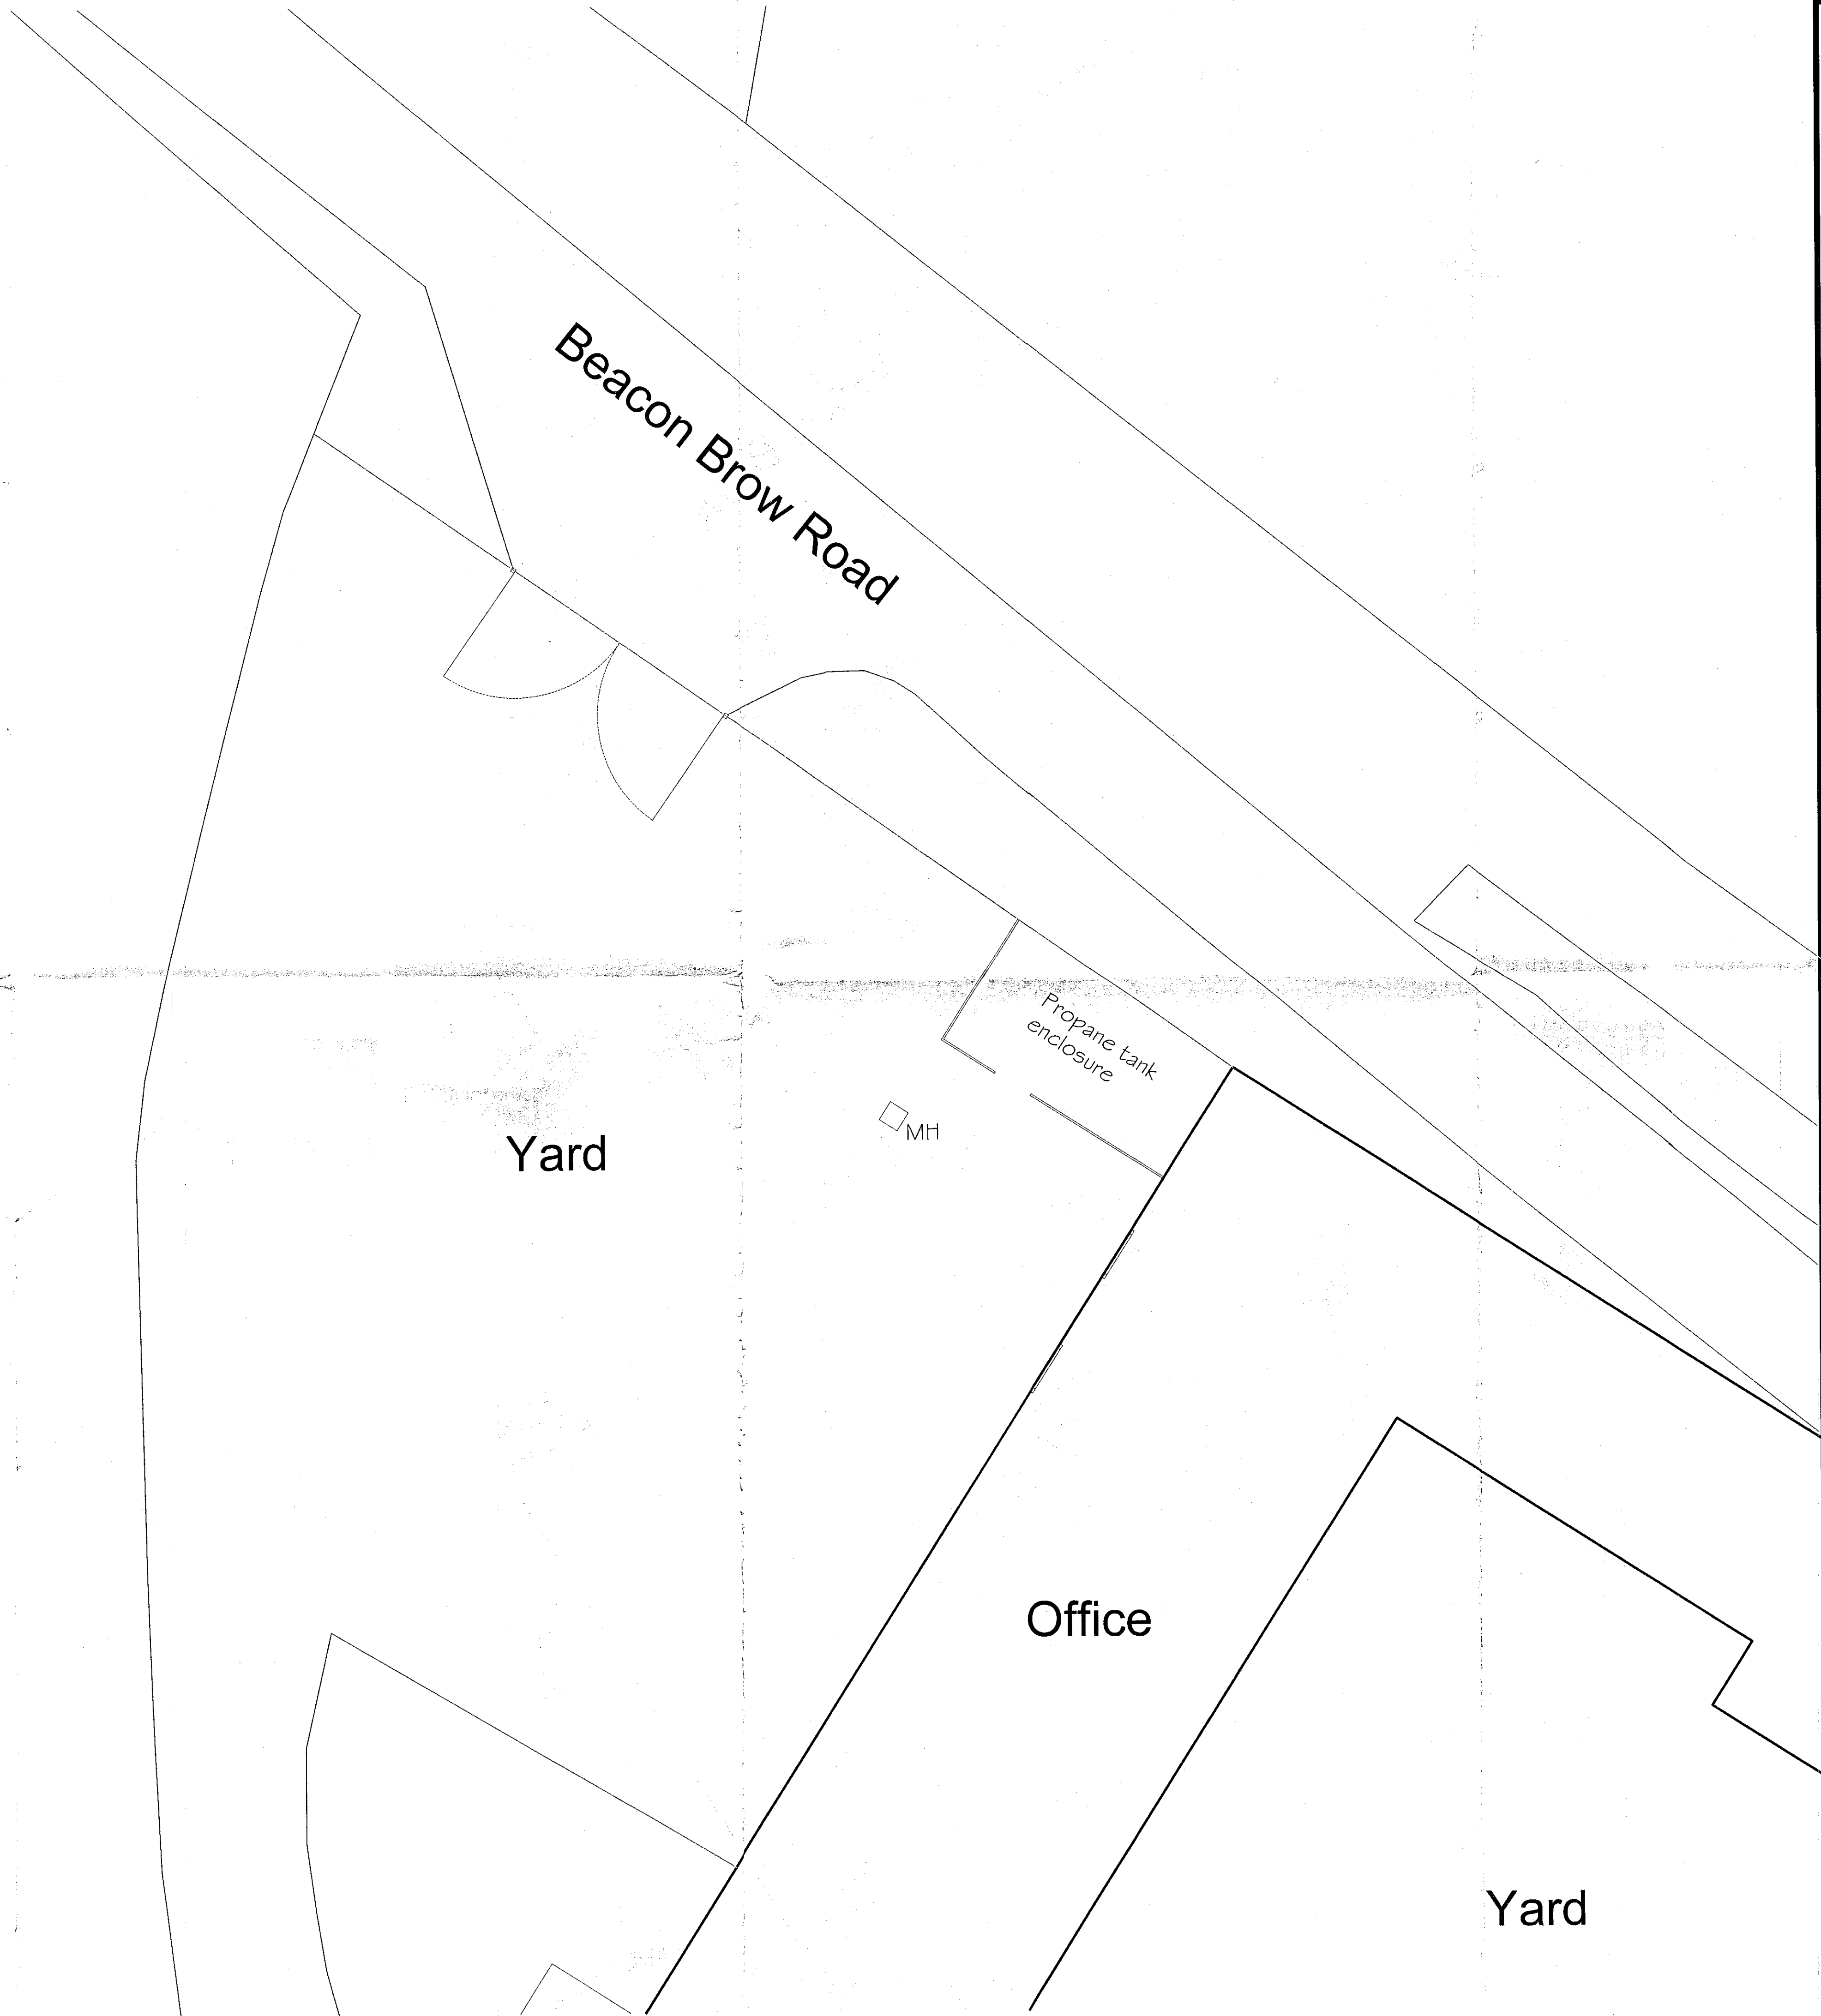 Beacon Brow Road
Propane tank
enclosure
MH
Yard
Office
Yard